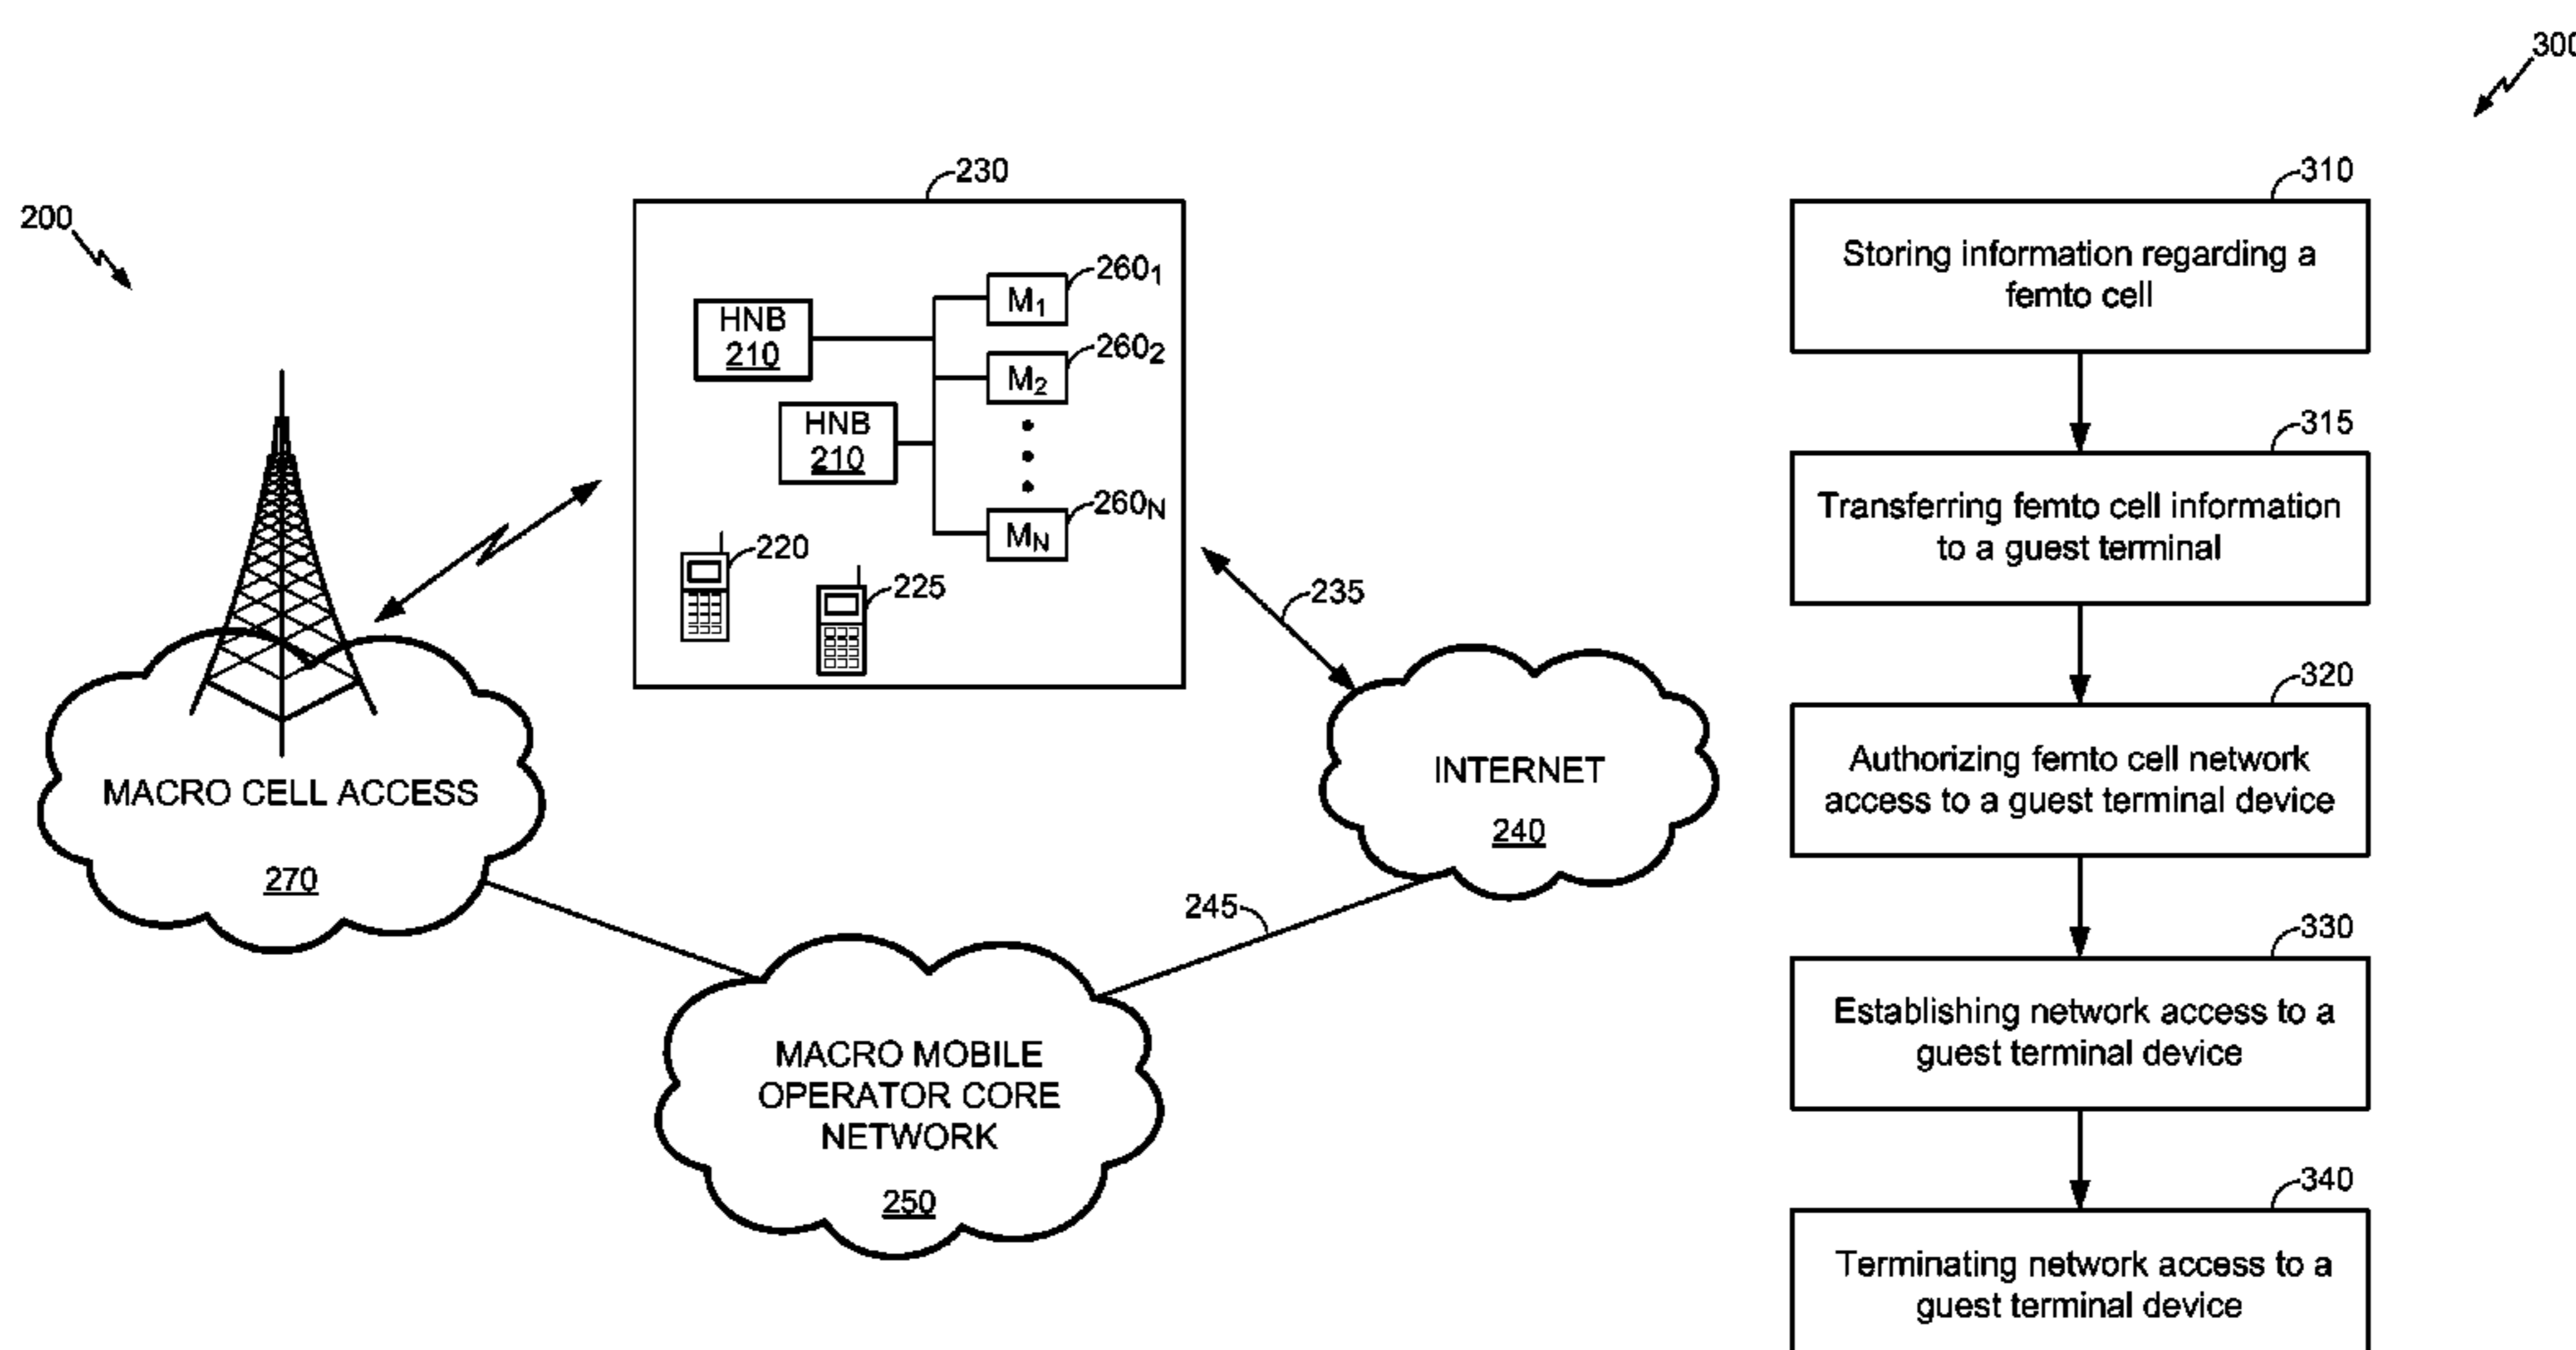 200
230
HNB
210
HNB
210
M1
2601
M2
2602
MN
260N
220
225
235
MACRO CELL ACCESS
270
INTERNET
240
245
MACRO MOBILE
OPERATOR CORE
NETWORK
250
300
310
Storing information regarding a
femto cell
315
Transferring femto cell information
to a guest terminal
320
Authorizing femto cell network
access to a guest terminal device
330
Establishing network access to a
guest terminal device
340
Terminating network access to a
guest terminal device